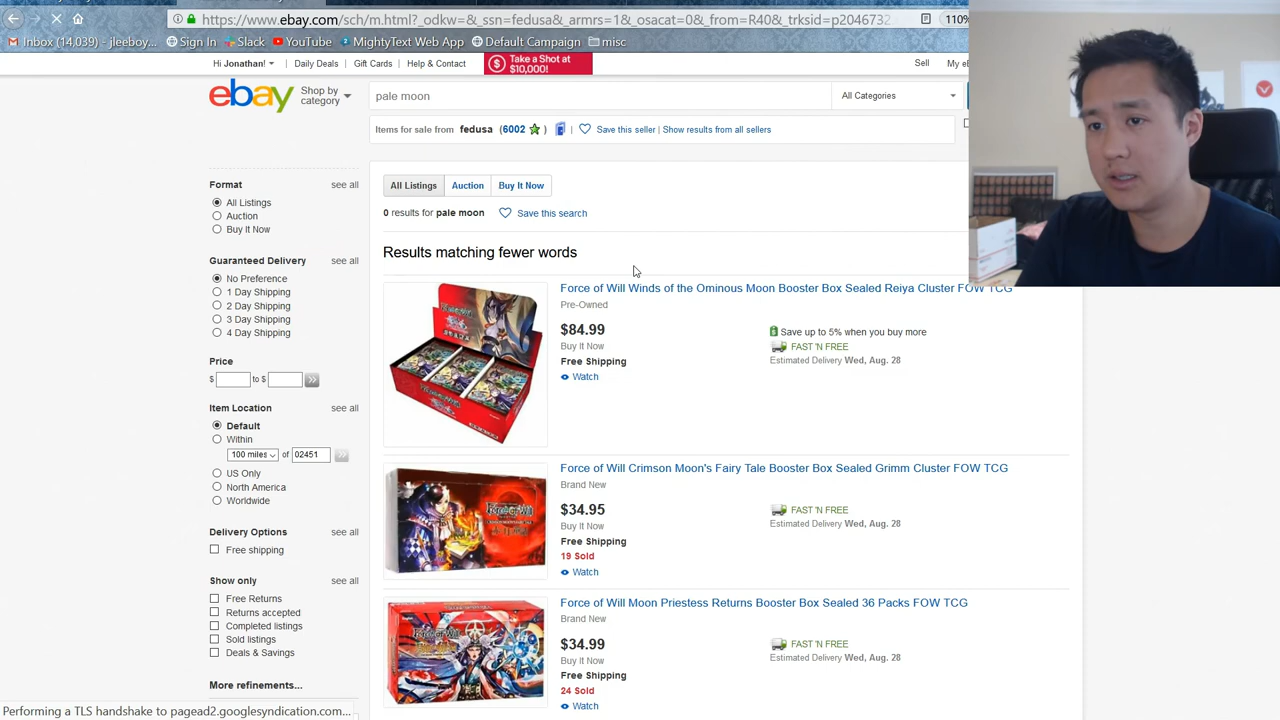 https://www.ebay.com/sch/m.html?_odkw=&_ssn=fedusa&_armrs=1&_osacat=0&_from=R40&_trksid=p2046732 110%
Inbox (14,039) - jleeboy... Sign In Slack YouTube MightyText Web App Default Campaign misc
Hi Jonathan! Daily Deals Gift Cards Help & Contact Take a Shot at $10,000! Sell My eB
ebay Shop by category pale moon All Categories
Items for sale from fedusa (6002 ) | Save this seller | Show results from all sellers
Format see all
All Listings
Auction
Buy It Now
Guaranteed Delivery see all
No Preference
1 Day Shipping
2 Day Shipping
3 Day Shipping
4 Day Shipping
Price
$ to $
Item Location see all
Default
Within
100 miles of 02451
US Only
North America
Worldwide
Delivery Options see all
Free shipping
Show only see all
Free Returns
Returns accepted
Completed listings
Sold listings
Deals & Savings
More refinements...
All Listings Auction Buy It Now
0 results for pale moon Save this search
Results matching fewer words
Force of Will Winds of the Ominous Moon Booster Box Sealed Reiya Cluster FOW TCG
Pre-Owned
$84.99
Buy It Now
Free Shipping
Watch
Save up to 5% when you buy more
FAST 'N FREE
Estimated Delivery Wed, Aug. 28
Force of Will Crimson Moon's Fairy Tale Booster Box Sealed Grimm Cluster FOW TCG
Brand New
$34.95
Buy It Now
Free Shipping
19 Sold
Watch
FAST 'N FREE
Estimated Delivery Wed, Aug. 28
Force of Will Moon Priestess Returns Booster Box Sealed 36 Packs FOW TCG
Brand New
$34.99
Buy It Now
Free Shipping
24 Sold
Watch
FAST 'N FREE
Estimated Delivery Wed, Aug. 28
Performing a TLS handshake to pagead2.googlesyndication.com...